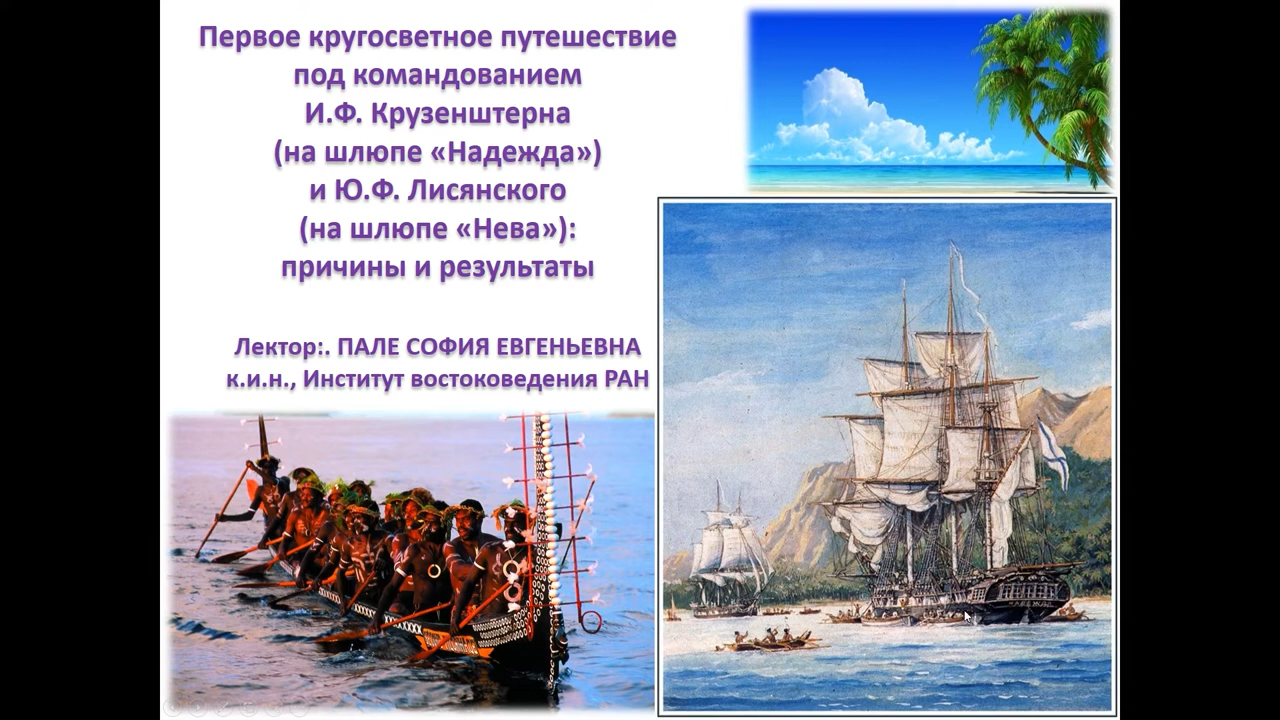 Первое кругосветное путешествие
под командованием
И.Ф. Крузенштерна
(на шлюпе «Надежда»)
и Ю.Ф. Лисянского
(на шлюпе «Нева»):
причины и результаты
Лектор:. ПАЛЕ СОФИЯ ЕВГЕНЬЕВНА
к.и.н., Институт востоковедения РАН